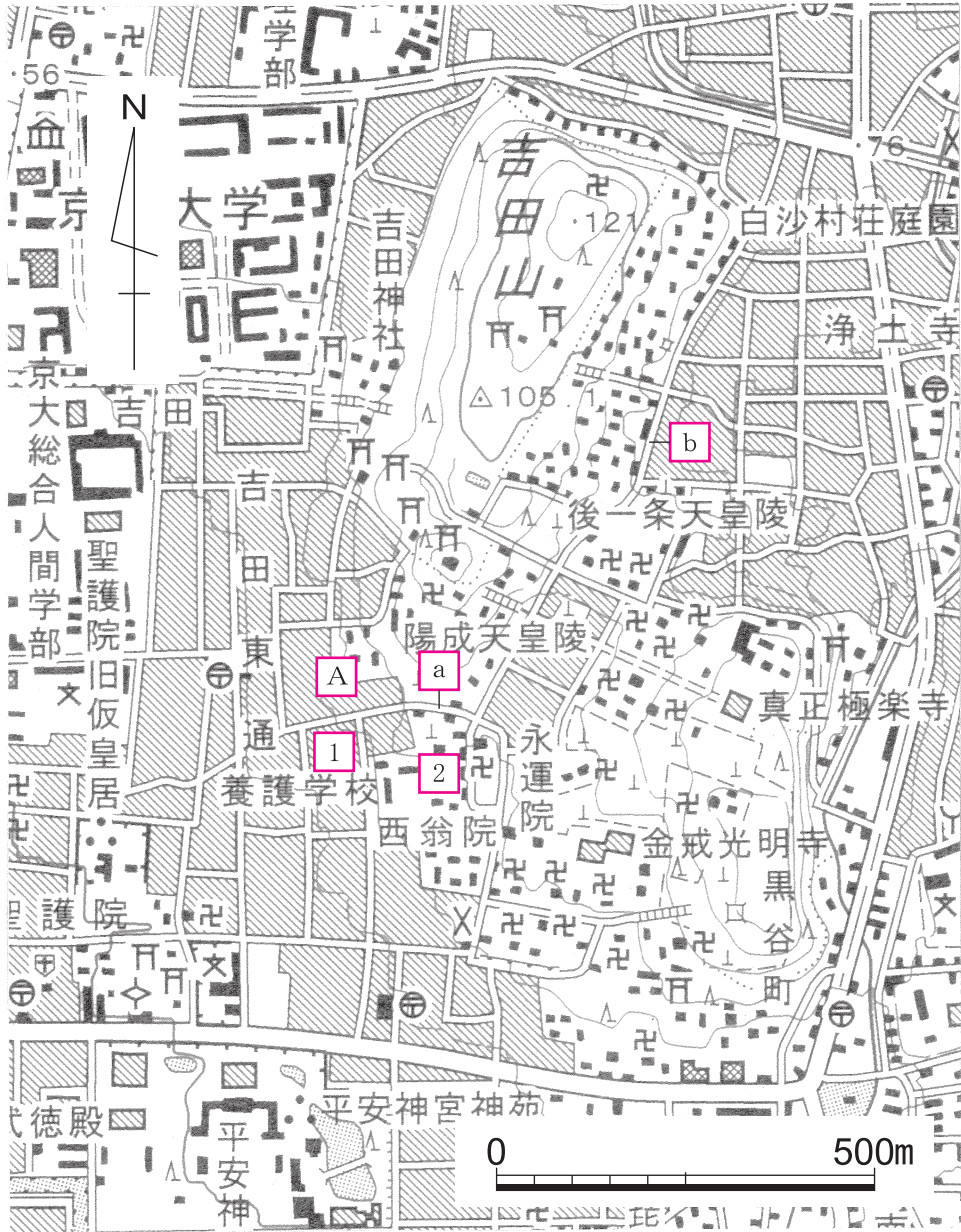 理学部
56
N
吉田山
76
京大学
121
白沙村荘庭園
吉田神社
浄土寺
105.1
京大総合人間学部
吉田
b
吉田東通
後一条天皇陵
聖護院旧仮皇居
陽成天皇陵
A
a
真正極楽寺
1
2
永運院
養護学校
西翁院
金戒光明寺
黒谷町
聖護院
平安神宮神苑
武徳殿
平安神
0
500m